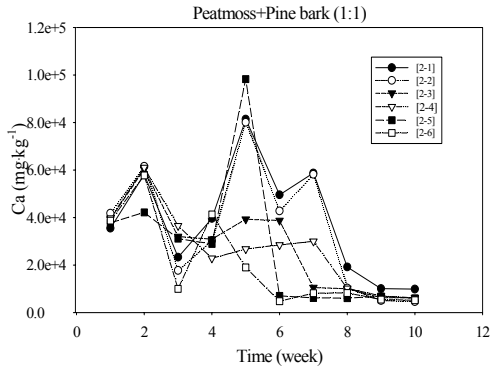 Peatmoss+Pine bark (1:1)
1.2e+5
1.0e+5
8.0e+4
6.0e+4
4.0e+4
2.0e+4
0.0
Ca (mg·kg⁻¹)
[2-1]
[2-2]
[2-3]
[2-4]
[2-5]
[2-6]
0 2 4 6 8 10 12
Time (week)